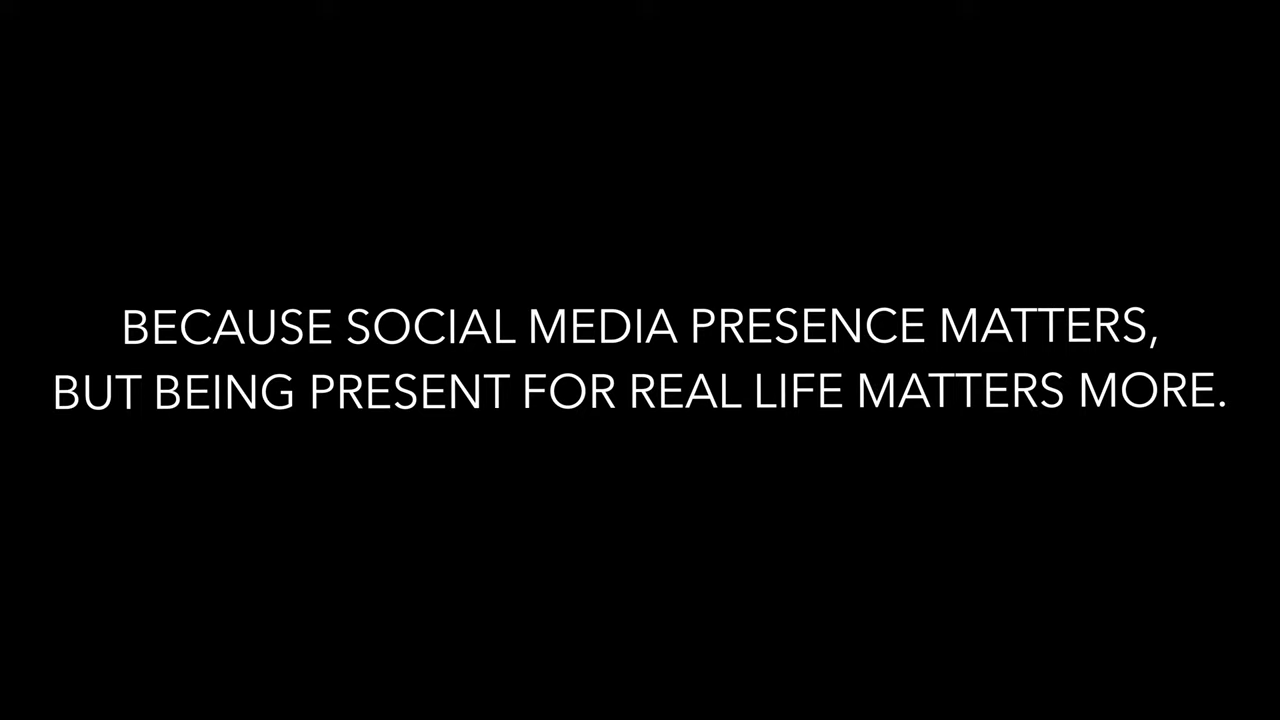 BECAUSE SOCIAL MEDIA PRESENCE MATTERS,
BUT BEING PRESENT FOR REAL LIFE MATTERS MORE.